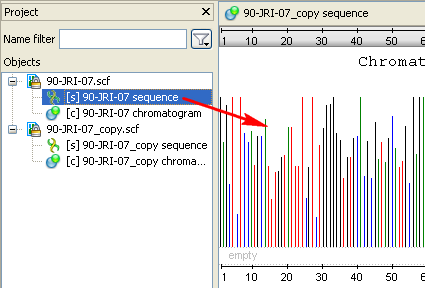 Project
Name filter
Objects
90-JRI-07.scf
[s] 90-JRI-07 sequence
[c] 90-JRI-07 chromatogram
90-JRI-07_copy.scf
[s] 90-JRI-07_copy sequence
[c] 90-JRI-07_copy chroma...
90-JRI-07_copy sequence
1 10 20 30 40 50 60
Chromat
empty
1 10 20 30 40 50 60